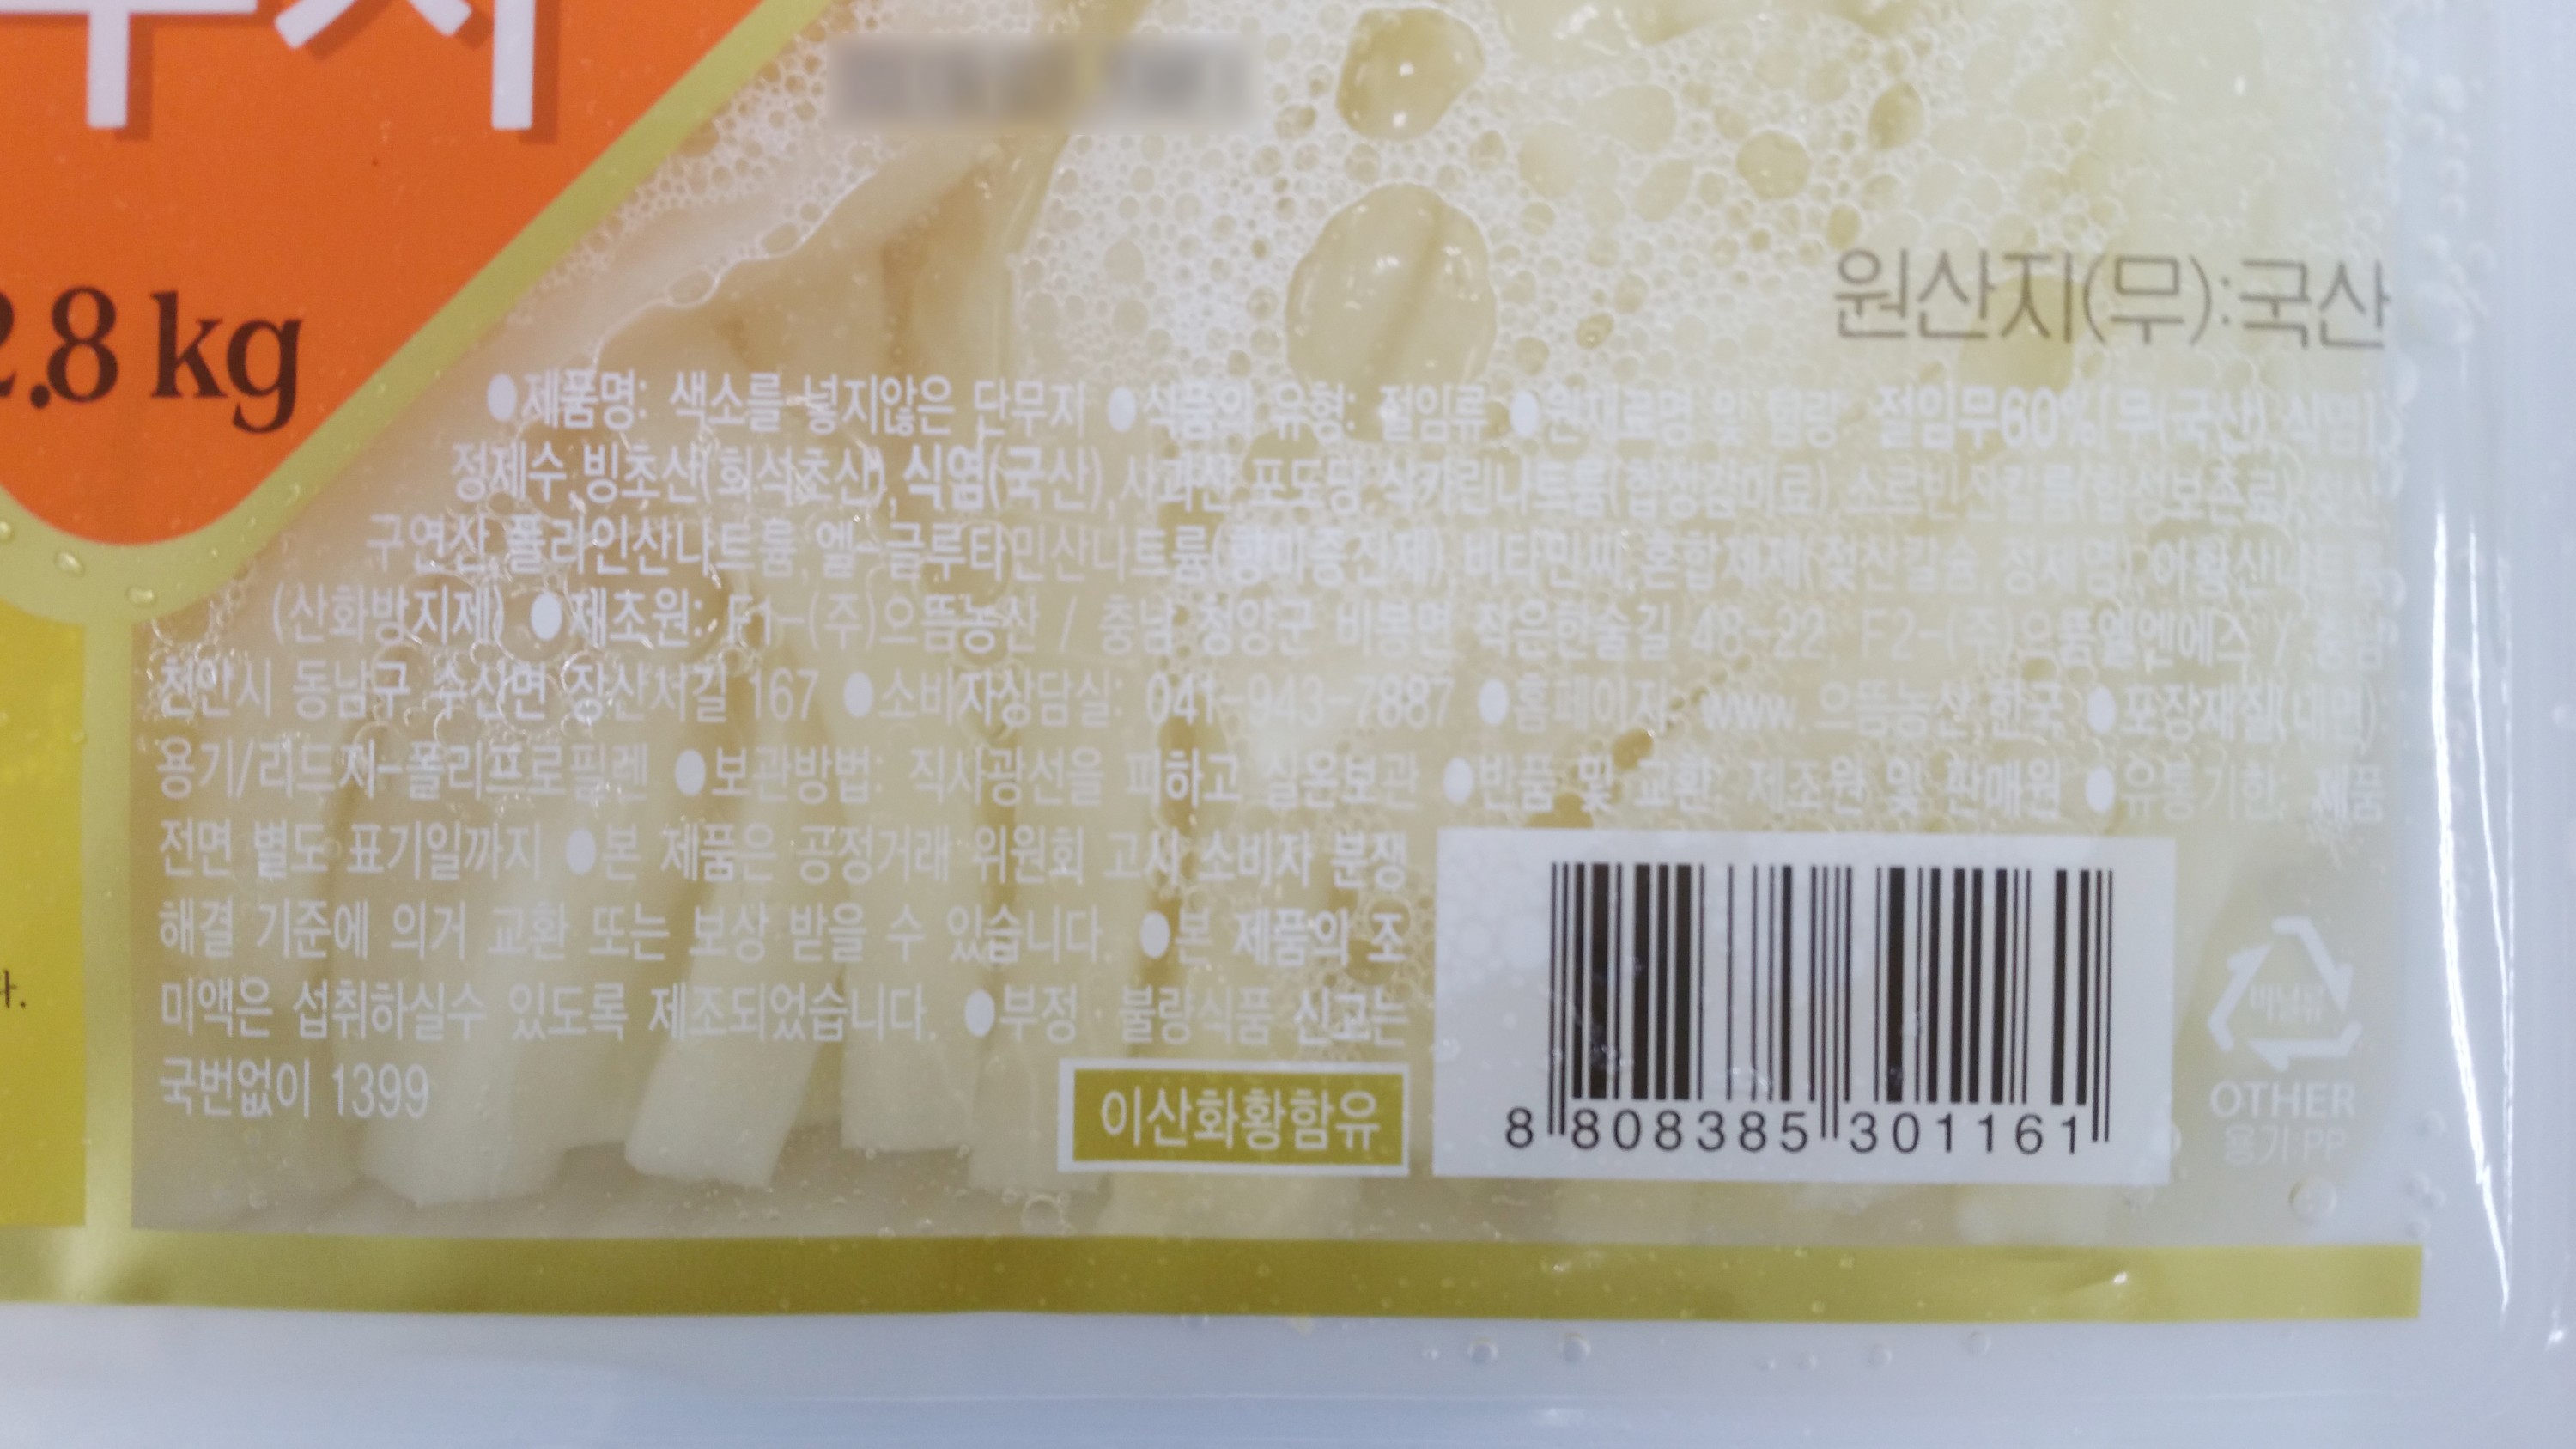 무지
2.8 kg
원산지(무):국산
●제품명: 색소를 넣지않은 단무지 ●식품의 유형: 절임류 ●원재료명 및 함량: 절임무60%[무(국산),식염],
정제수,빙초산(희석초산),식염(국산),사과산,포도당,삭카린나트륨(합성감미료),소르빈산칼륨(합성보존료),젖산,
구연산,폴리인산나트륨,엘-글루타민산나트륨(향미증진제),비타민씨,혼합제제(젖산칼슘,정제염),아황산나트륨
(산화방지제) ●제조원: F1-(주)으뜸농산 / 충남 청양군 비봉면 작은한술길 48-22, F2-(주)으뜸엘엔에스 / 충남
천안시 동남구 수신면 장산서길 167 ●소비자상담실: 041-943-7887 ●홈페이지: www. 으뜸농산.한국 ●포장재질(내면):
용기/리드지-폴리프로필렌 ●보관방법: 직사광선을 피하고 실온보관 ●반품 및 교환: 제조원 및 판매원 ●유통기한: 제품
전면 별도 표기일까지 ●본 제품은 공정거래 위원회 고시 소비자 분쟁
해결 기준에 의거 교환 또는 보상 받을 수 있습니다. ●본 제품의 조
미액은 섭취하실수 있도록 제조되었습니다. ●부정 · 불량식품 신고는
국번없이 1399
이산화황함유
8 808385 301161
비닐류
OTHER
용기:PP